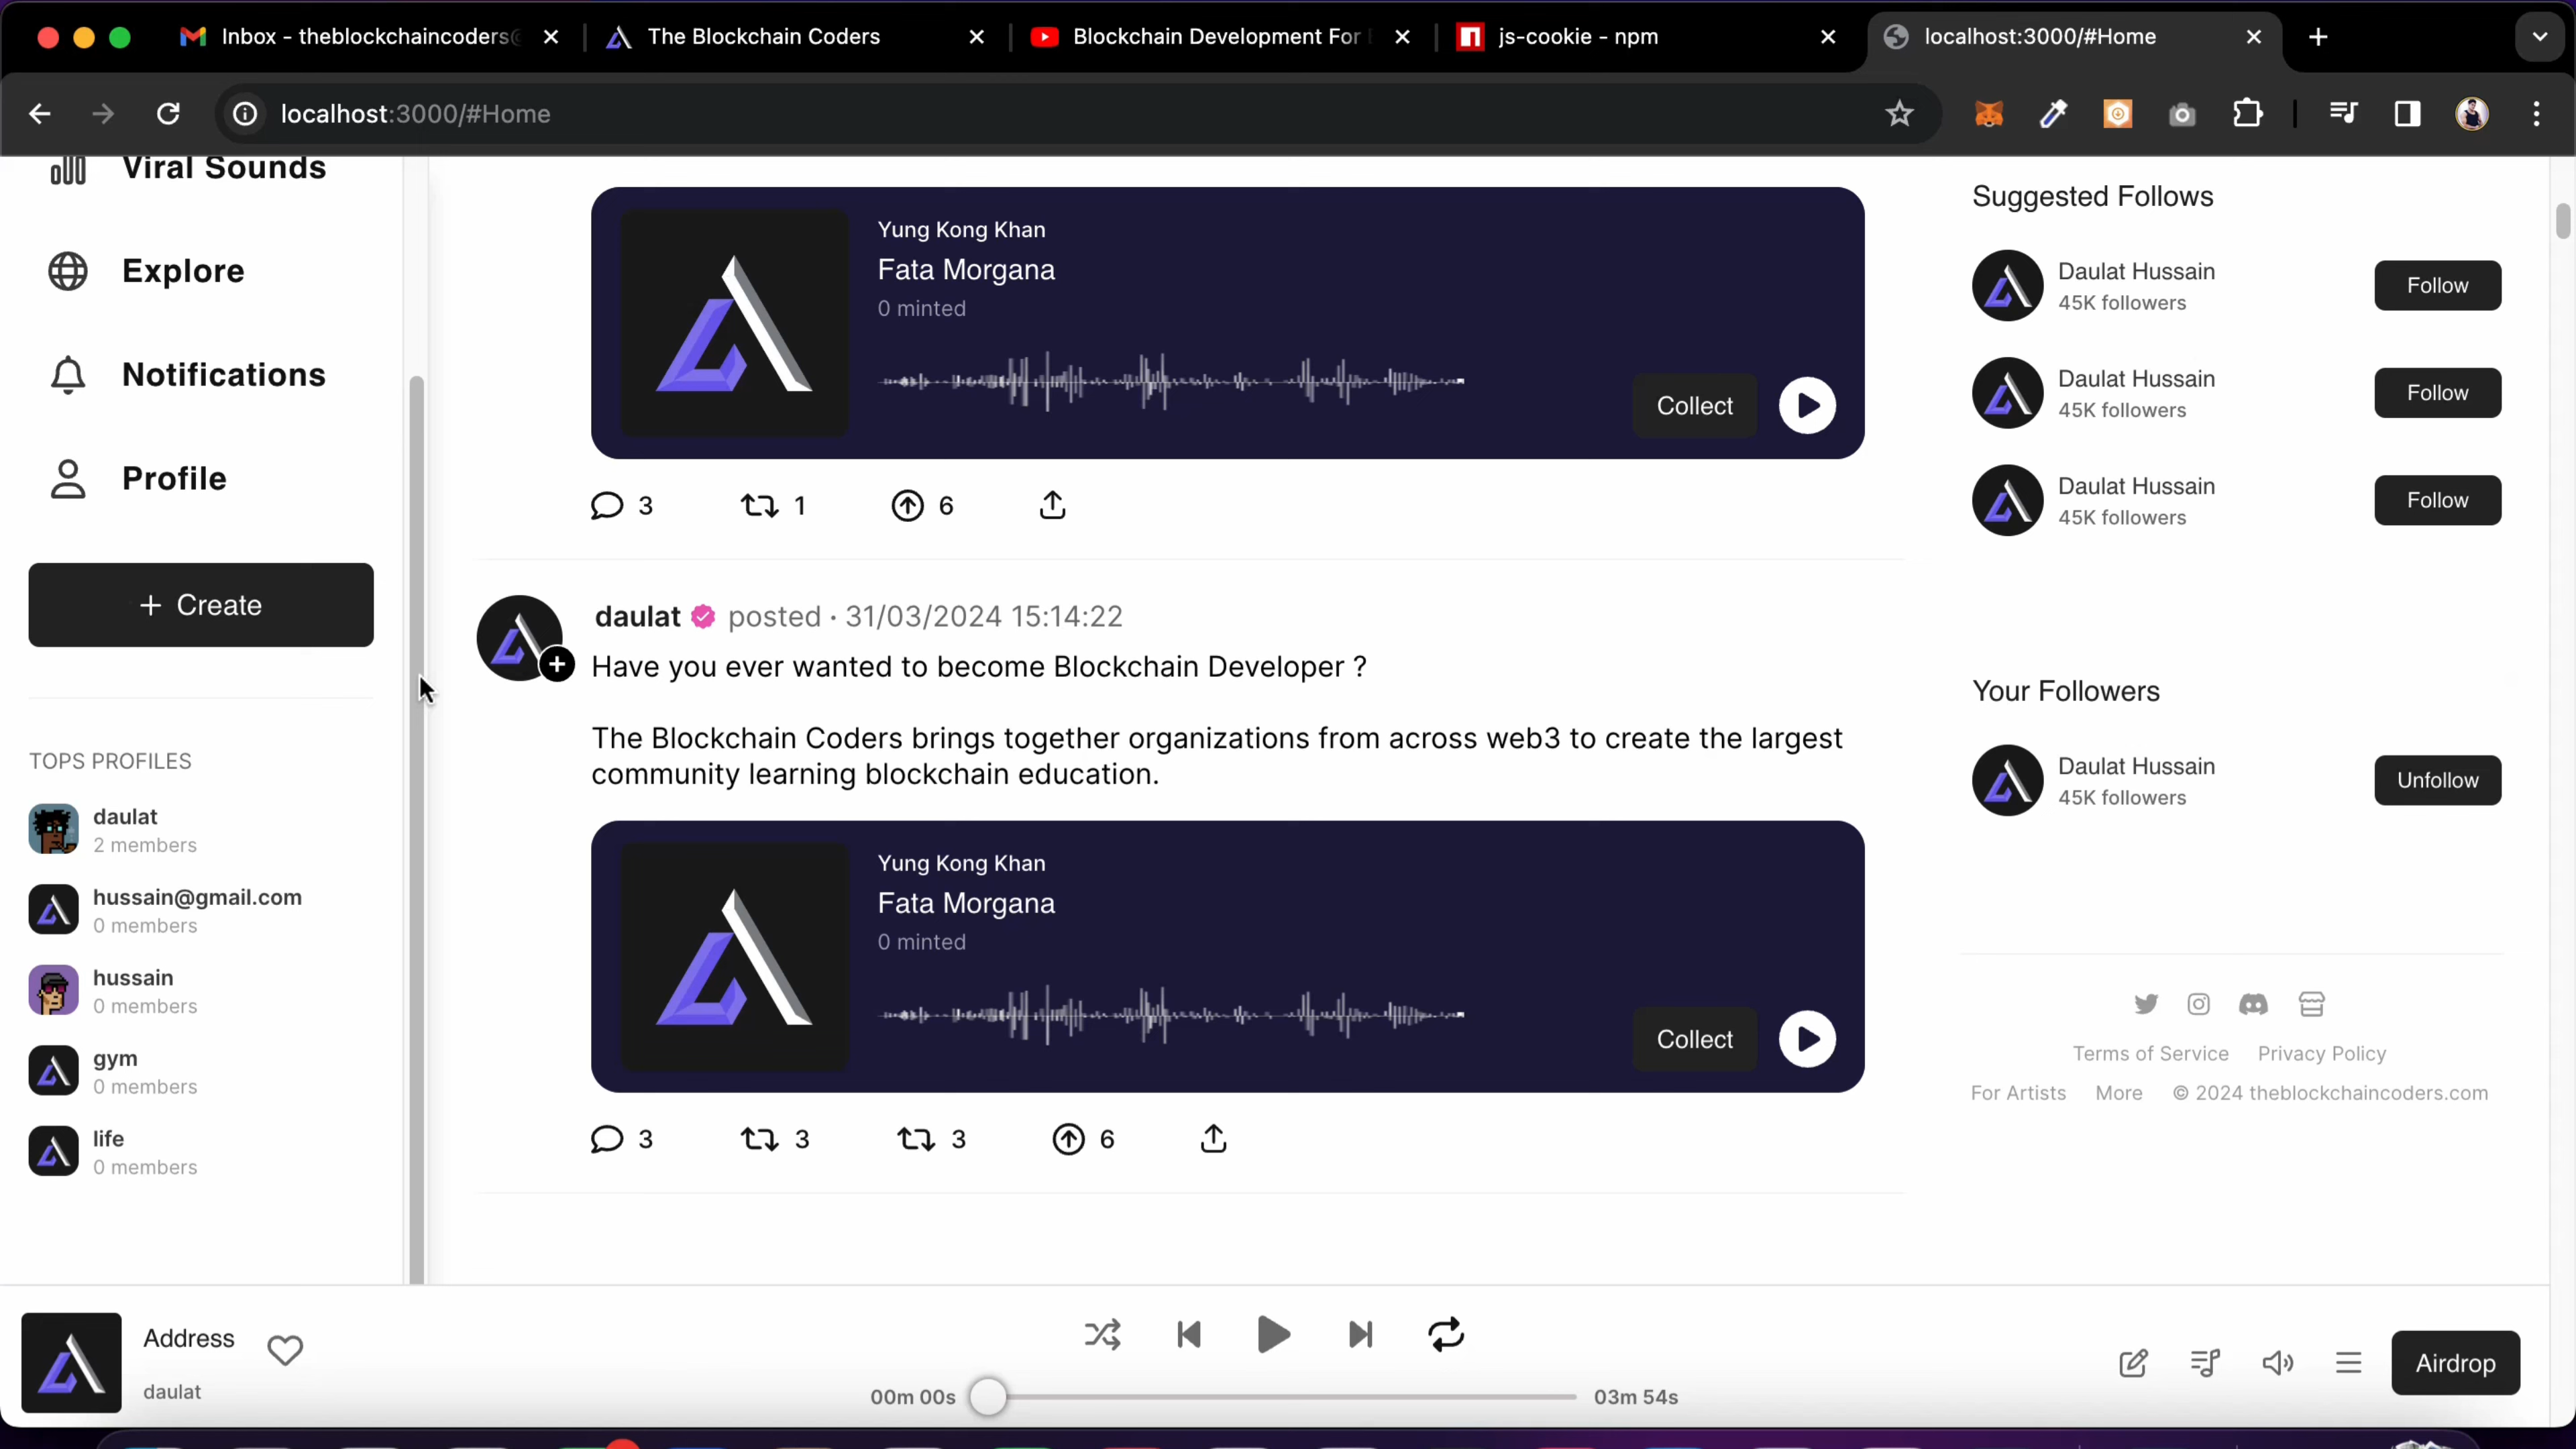 Inbox - theblockchaincoders@
The Blockchain Coders
Blockchain Development For
js-cookie - npm
localhost:3000/#Home
localhost:3000/#Home
Viral Sounds
Explore
Notifications
Profile
+ Create
TOPS PROFILES
daulat
2 members
hussain@gmail.com
0 members
hussain
0 members
gym
0 members
life
0 members
Yung Kong Khan
Fata Morgana
0 minted
Collect
3
1
6
daulat posted · 31/03/2024 15:14:22
Have you ever wanted to become Blockchain Developer ?
The Blockchain Coders brings together organizations from across web3 to create the largest
community learning blockchain education.
Yung Kong Khan
Fata Morgana
0 minted
Collect
3
3
3
6
Suggested Follows
Daulat Hussain
45K followers
Follow
Daulat Hussain
45K followers
Follow
Daulat Hussain
45K followers
Follow
Your Followers
Daulat Hussain
45K followers
Unfollow
Terms of Service Privacy Policy
For Artists More © 2024 theblockchaincoders.com
Address
daulat
00m 00s
03m 54s
Airdrop